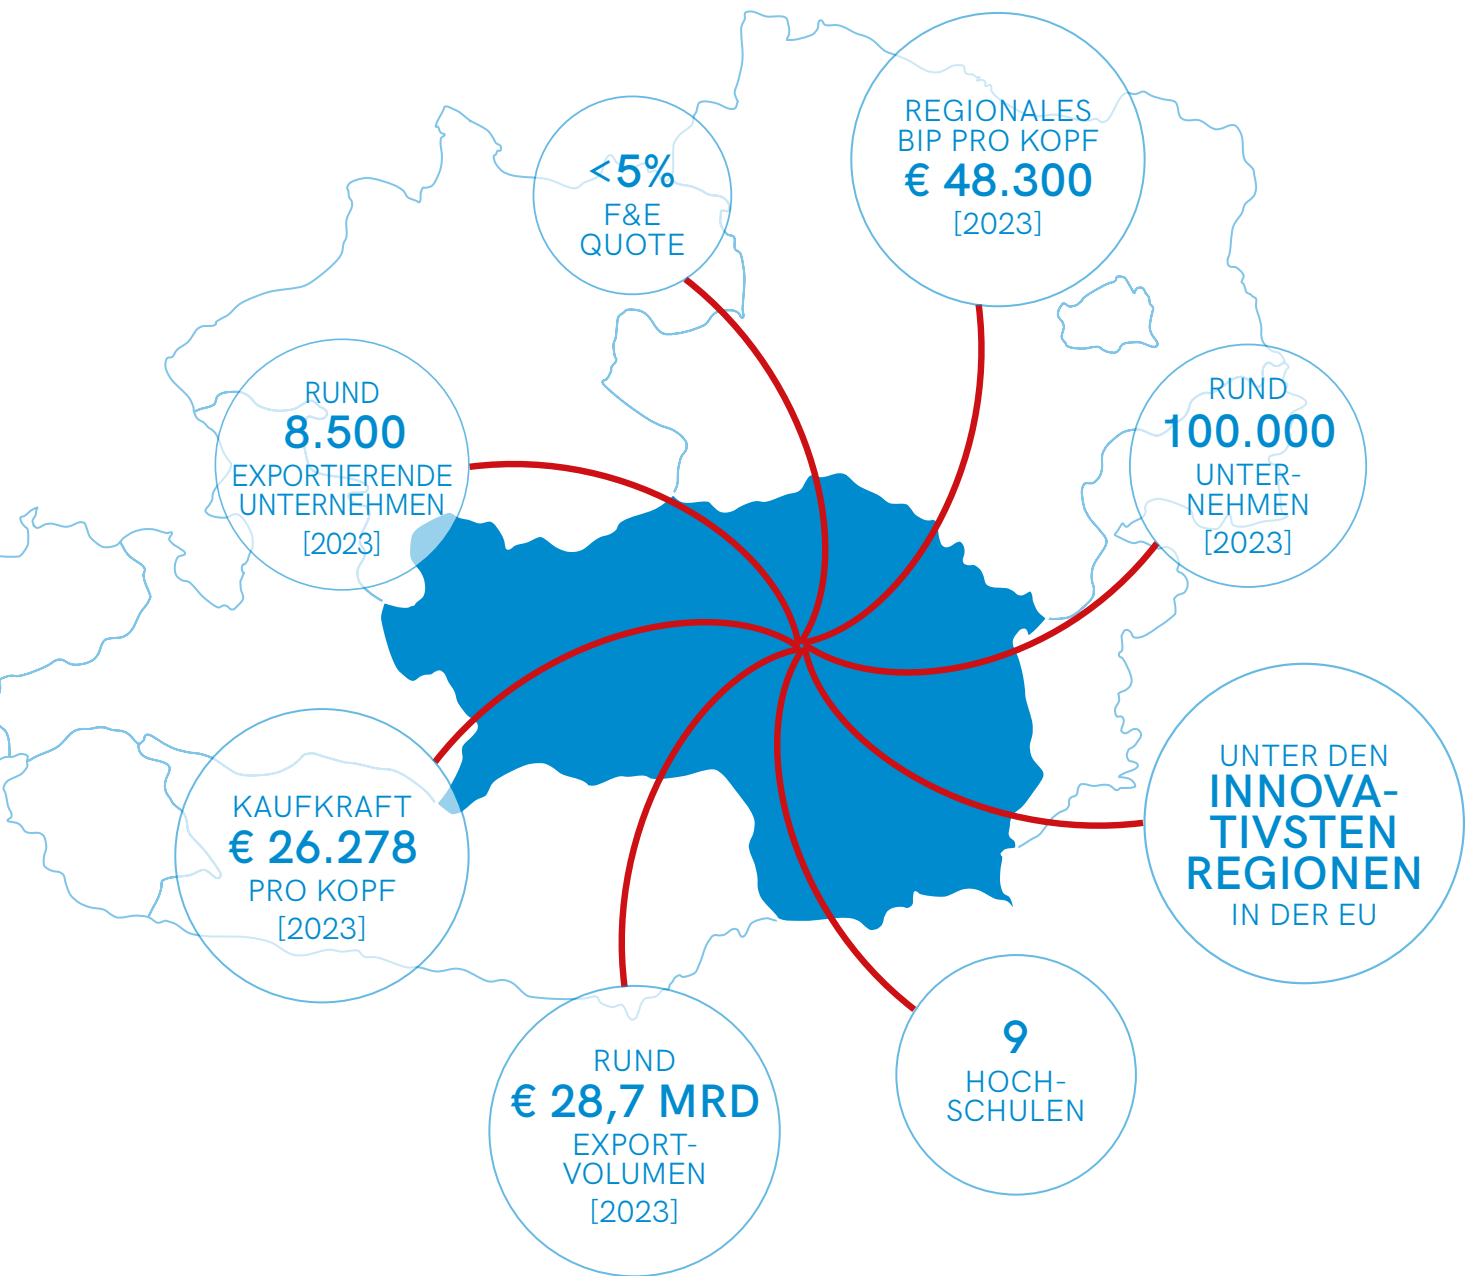 <5%
F&E
QUOTE
REGIONALES
BIP PRO KOPF
€ 48.300
[2023]
RUND
8.500
EXPORTIERENDE
UNTERNEHMEN
[2023]
RUND
100.000
UNTER-
NEHMEN
[2023]
KAUFKRAFT
€ 26.278
PRO KOPF
[2023]
UNTER DEN
INNOVA-
TIVSTEN
REGIONEN
IN DER EU
RUND
€ 28,7 MRD
EXPORT-
VOLUMEN
[2023]
9
HOCH-
SCHULEN